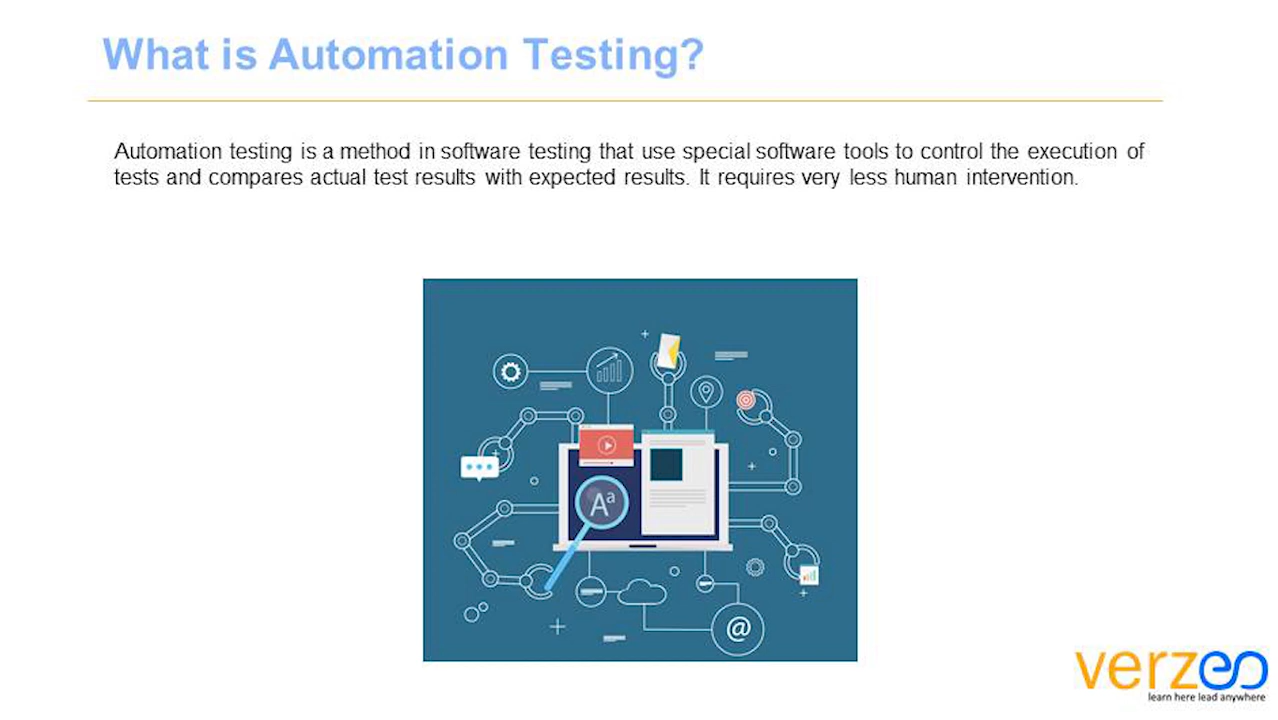 What is Automation Testing?
Automation testing is a method in software testing that use special software tools to control the execution of
tests and compares actual test results with expected results. It requires very less human intervention.
Aa
@
verzeo
learn here lead anywhere